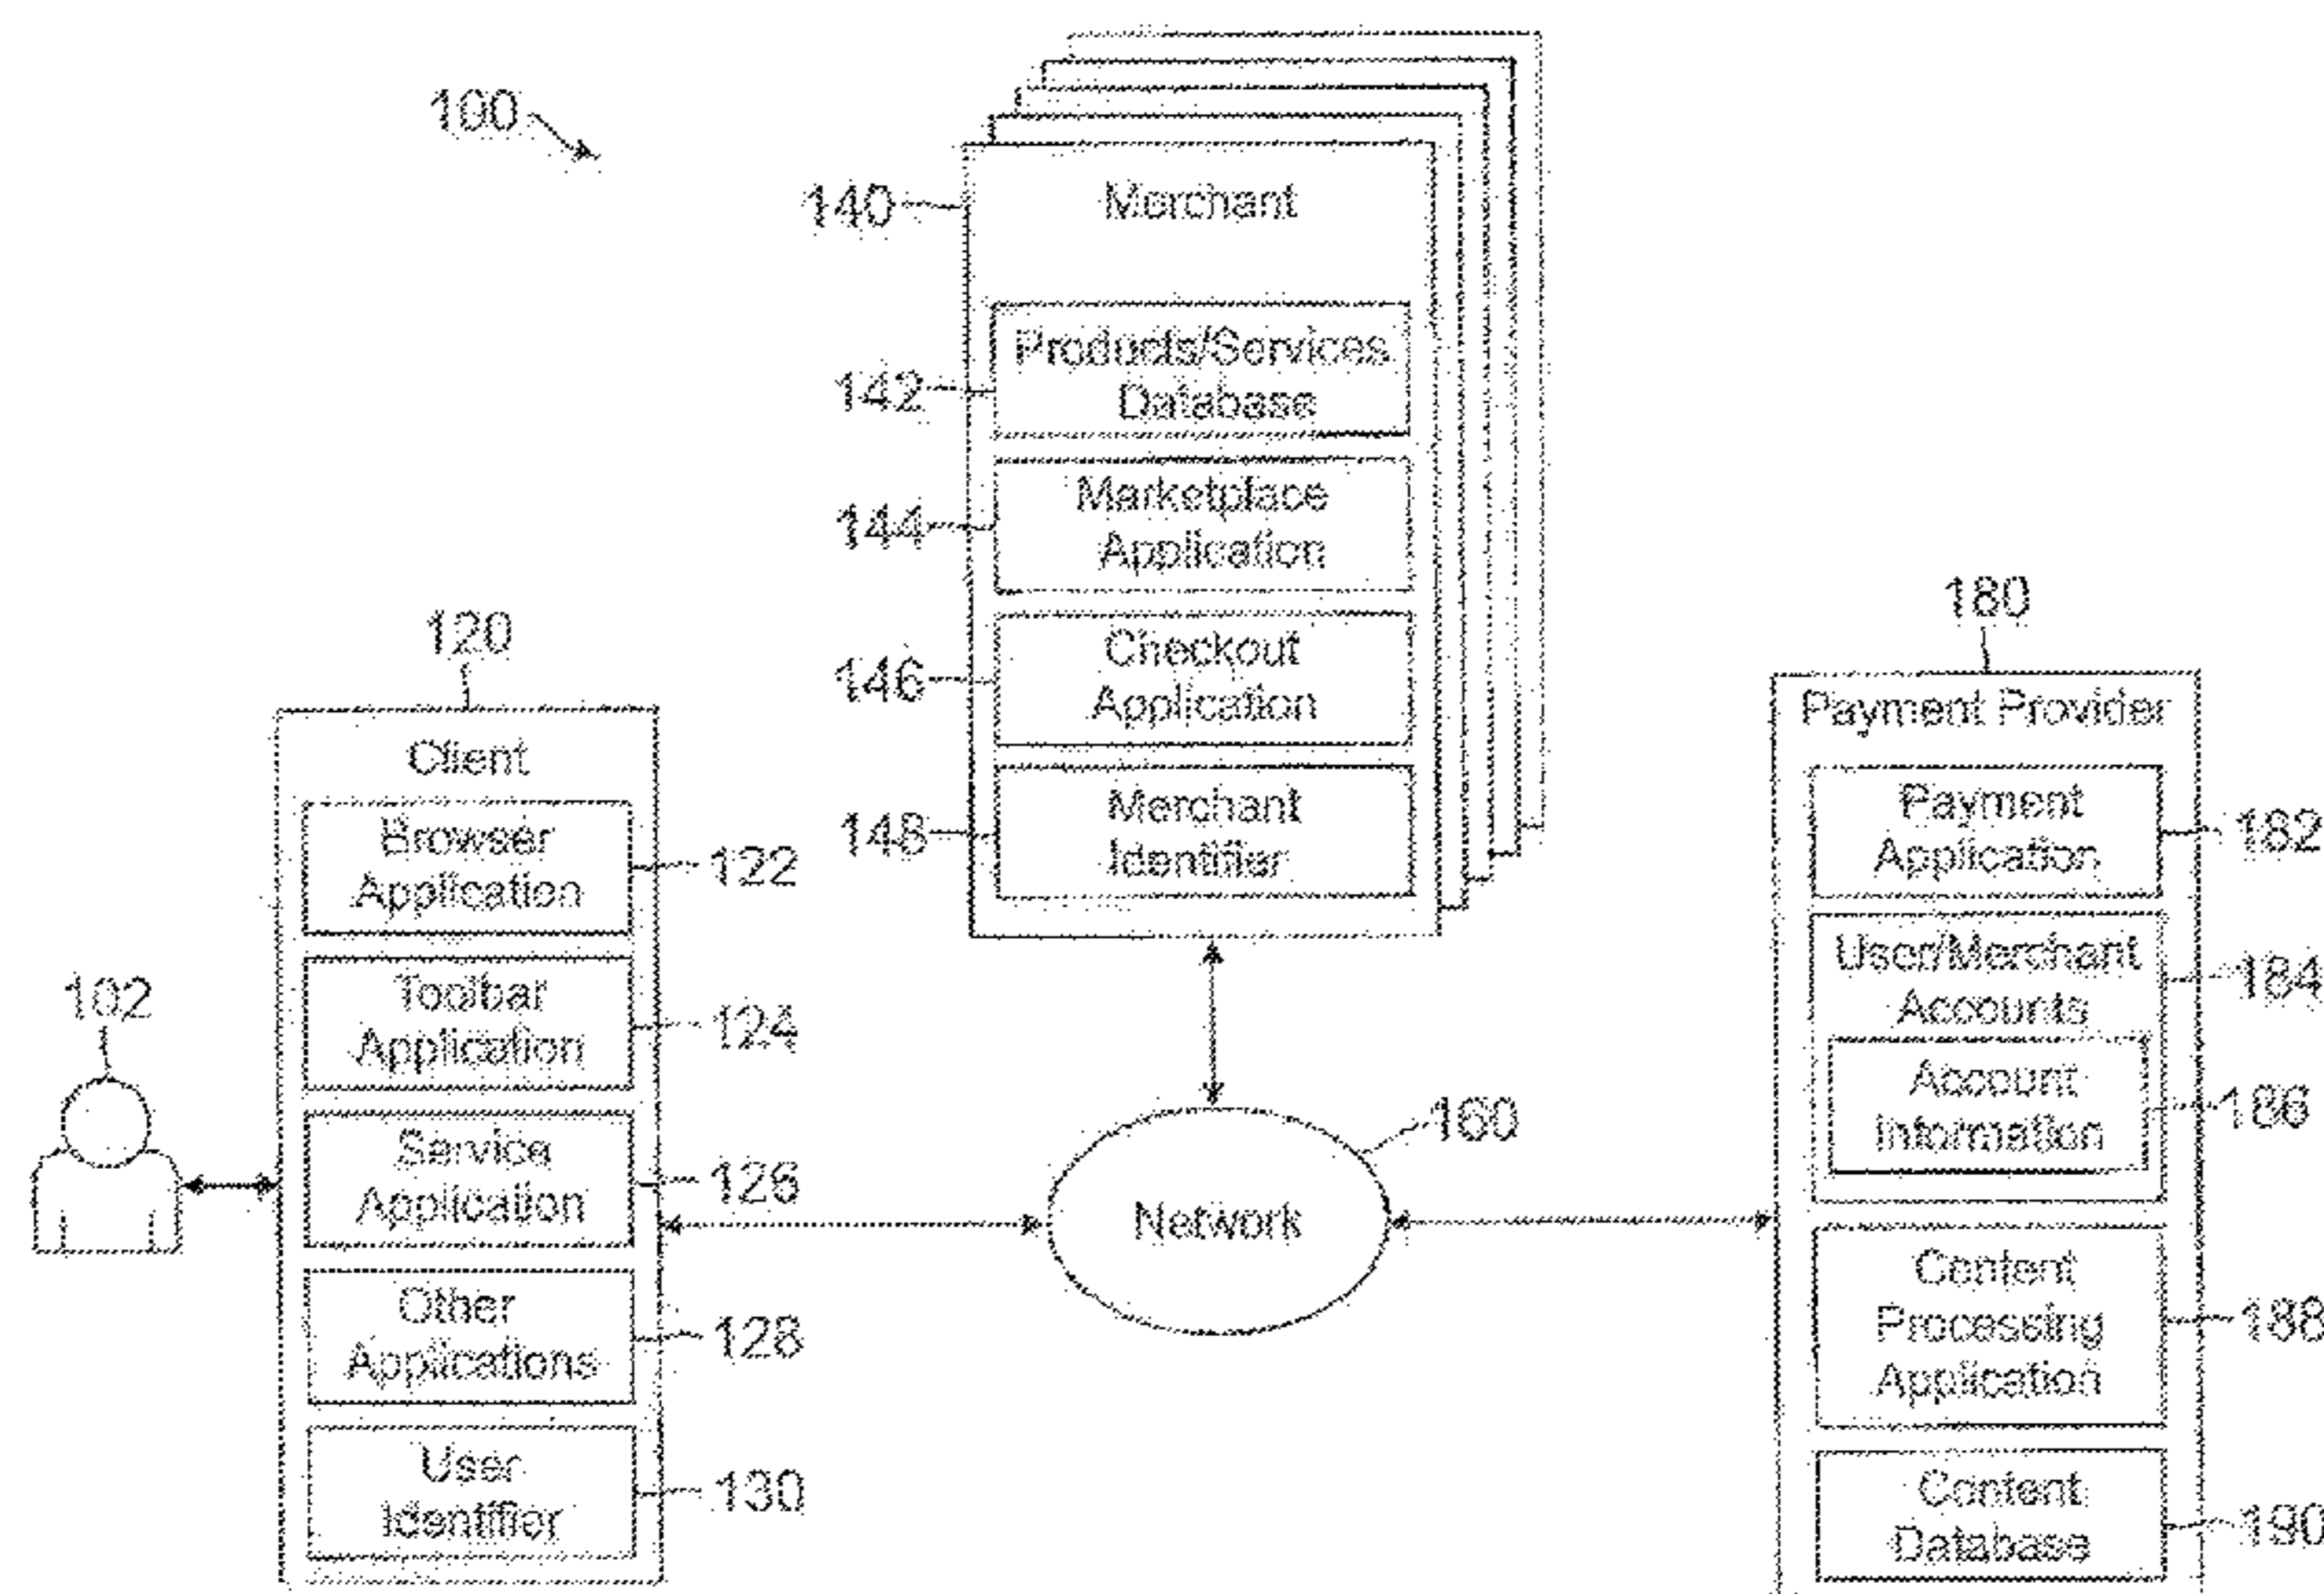 100
140
Merchant
142
Products/Services
Database
144
Marketplace
Application
146
Checkout
Application
148
Merchant
Identifier
120
Client
Browser
Application
122
Toolbar
Application
124
Service
Application
126
Other
Applications
128
User
Identifier
130
102
Network
160
180
Payment Provider
Payment
Application
182
User/Merchant
Accounts
184
Account
Information
186
Content
Processing
Application
188
Content
Database
190